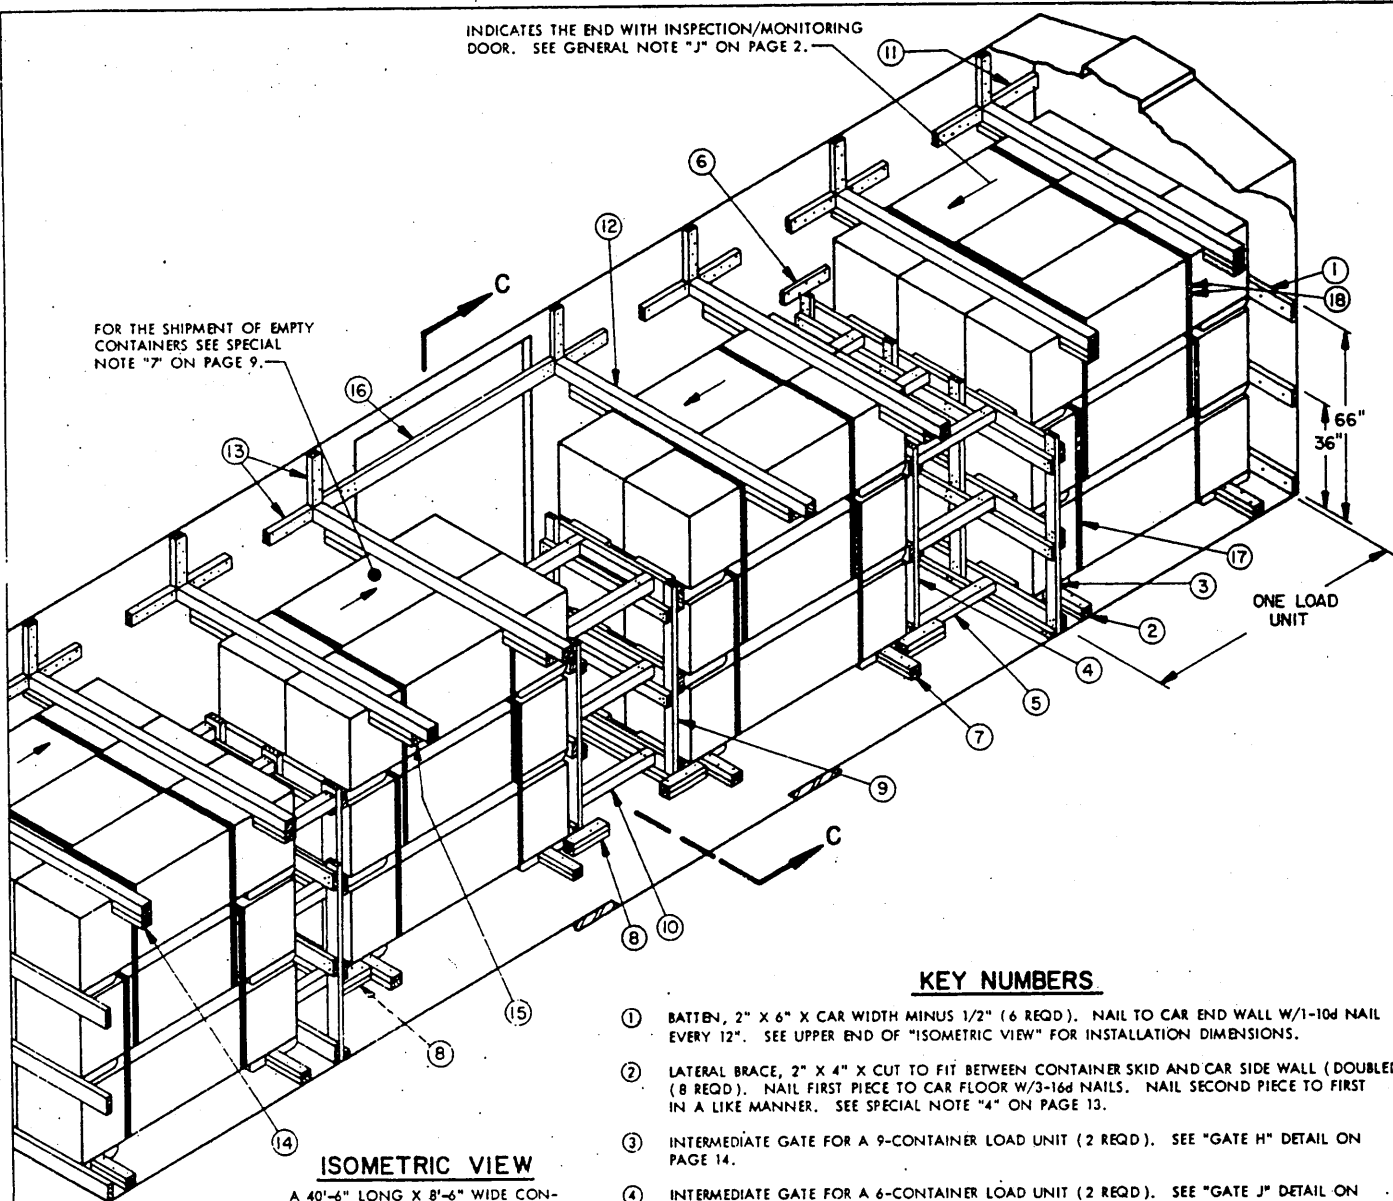 INDICATES THE END WITH INSPECTION/MONITORING
DOOR. SEE GENERAL NOTE "J" ON PAGE 2.
11
6
12
C
1
18
FOR THE SHIPMENT OF EMPTY
CONTAINERS SEE SPECIAL
NOTE "7" ON PAGE 9.
16
13
66"
36"
17
3
ONE LOAD
UNIT
2
4
5
7
9
C
8
10
15
8
14
ISOMETRIC VIEW
A 40'-6" LONG X 8'-6" WIDE CON-
KEY NUMBERS
1 BATTEN, 2" X 6" X CAR WIDTH MINUS 1/2" (6 REQD). NAIL TO CAR END WALL W/1-10d NAIL
EVERY 12". SEE UPPER END OF "ISOMETRIC VIEW" FOR INSTALLATION DIMENSIONS.
2 LATERAL BRACE, 2" X 4" X CUT TO FIT BETWEEN CONTAINER SKID AND CAR SIDE WALL (DOUBLED
(8 REQD). NAIL FIRST PIECE TO CAR FLOOR W/3-16d NAILS. NAIL SECOND PIECE TO FIRST
IN A LIKE MANNER. SEE SPECIAL NOTE "4" ON PAGE 13.
3 INTERMEDIATE GATE FOR A 9-CONTAINER LOAD UNIT (2 REQD). SEE "GATE H" DETAIL ON
PAGE 14.
4 INTERMEDIATE GATE FOR A 6-CONTAINER LOAD UNIT (2 REQD). SEE "GATE J" DETAIL ON